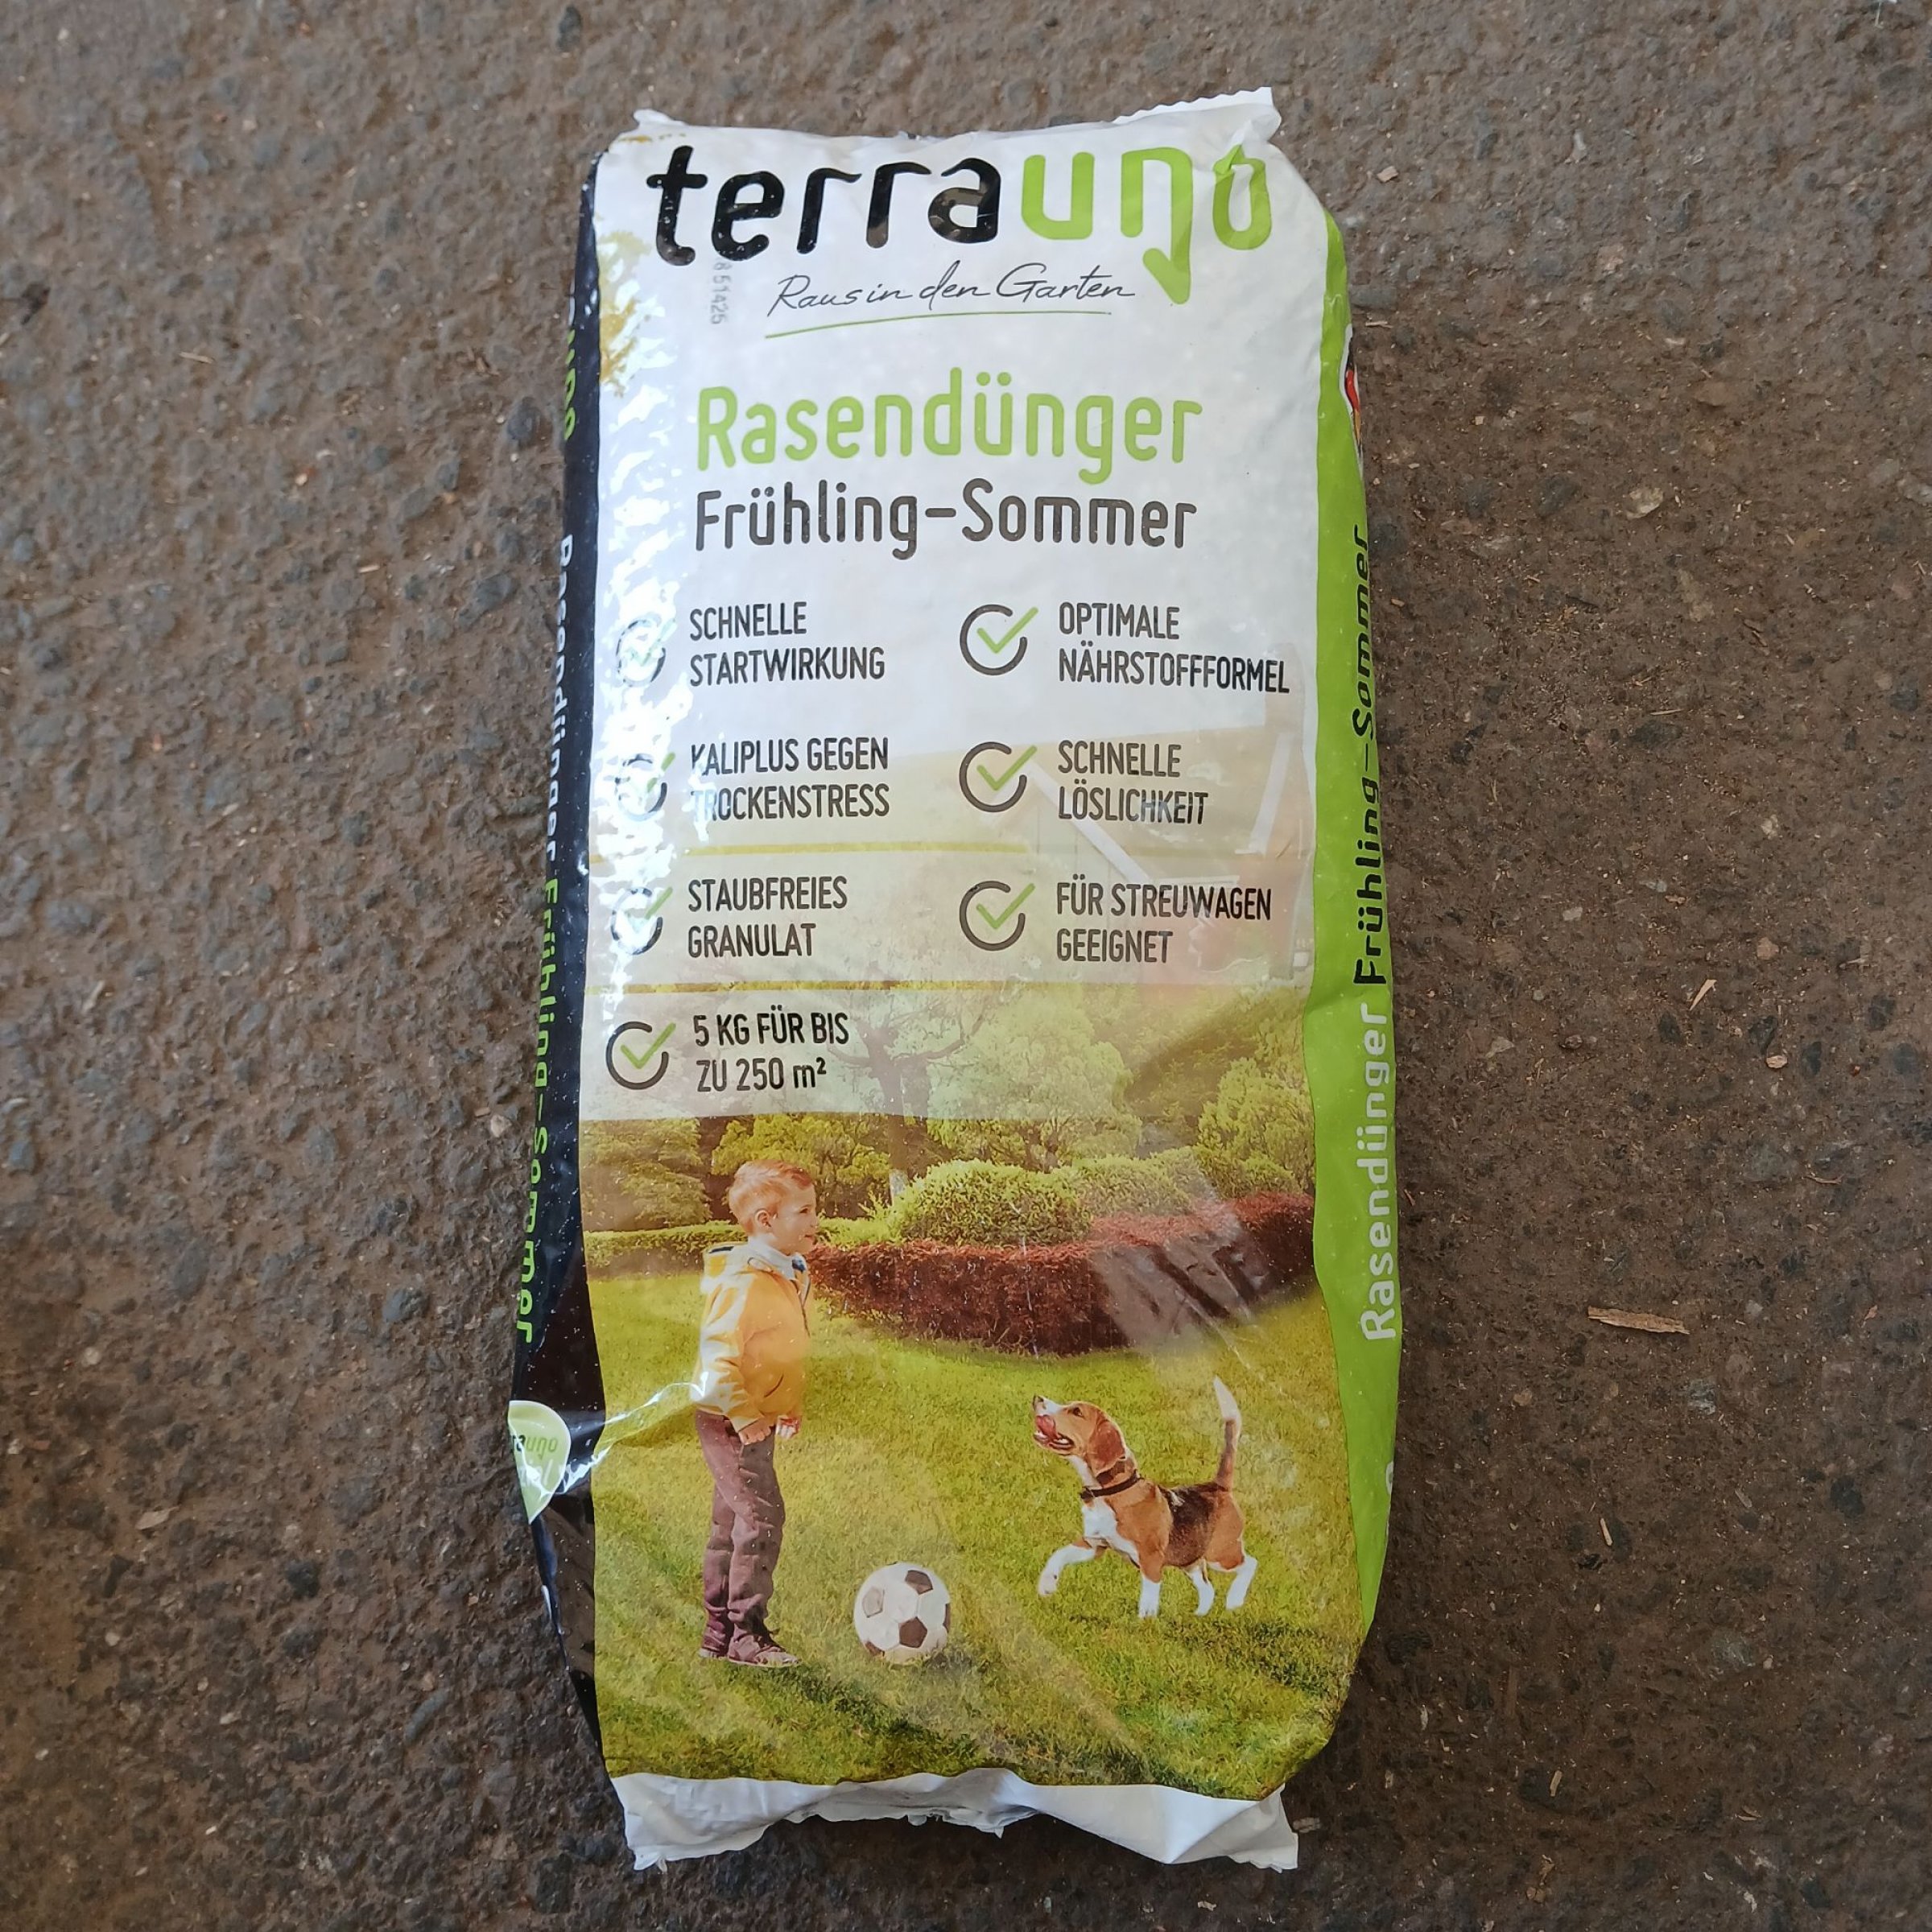 terrauno
Raus in den Garten
851425
Rasendünger
Frühling-Sommer
SCHNELLE
STARTWIRKUNG
OPTIMALE
NÄHRSTOFFFORMEL
KALIPLUS GEGEN
TROCKENSTRESS
SCHNELLE
LÖSLICHKEIT
STAUBFREIES
GRANULAT
FÜR STREUWAGEN
GEEIGNET
5 KG FÜR BIS
ZU 250 m²
Rasendünger Frühling-Sommer
Rasendünger Frühling-Sommer